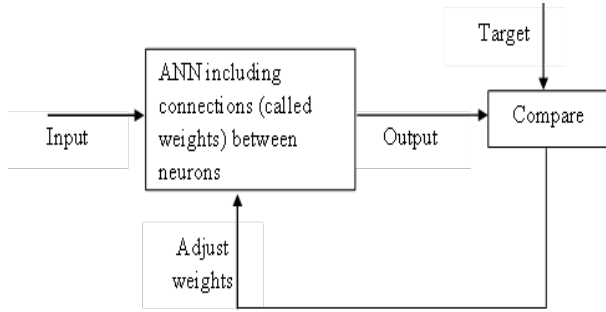 Target
ANN including
connections (called
weights) between
neurons
Input
Output
Compare
Adjust
weights